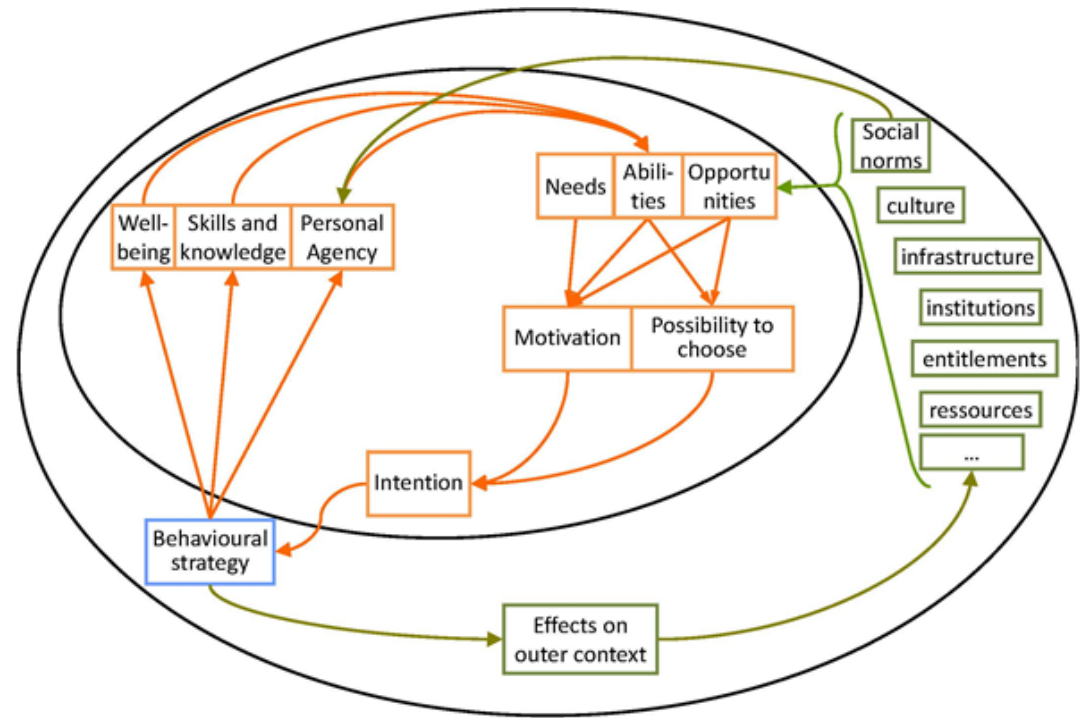 Social
norms
Needs
Abili-
ties
Opportu
nities
culture
Well-
being
Skills and
knowledge
Personal
Agency
infrastructure
institutions
Motivation
Possibility to
choose
entitlements
ressources
...
Intention
Behavioural
strategy
Effects on
outer context